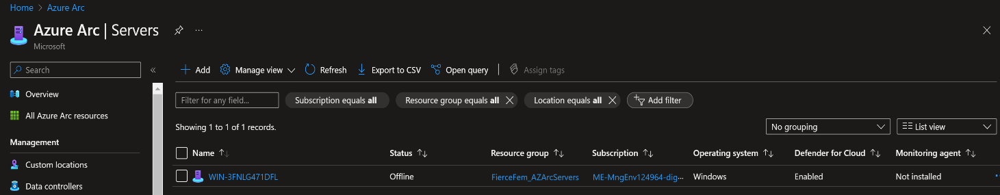 Home > Azure Arc >
Azure Arc | Servers
Microsoft
Search
Add Manage view Refresh Export to CSV Open query Assign tags
Overview
All Azure Arc resources
Management
Custom locations
Data controllers
Filter for any field... Subscription equals all Resource group equals all Location equals all Add filter
Showing 1 to 1 of 1 records. No grouping List view
Name Status Resource group Subscription Operating system Defender for Cloud Monitoring agent
WIN-3FNLG471DFL Offline FierceFem_AZArcServers ME-MngEnv124964-dig... Windows Enabled Not installed